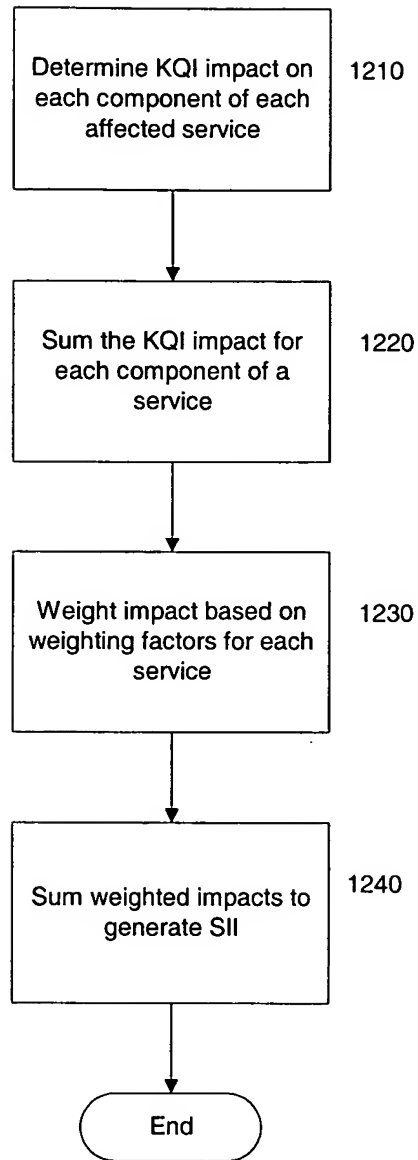 Determine KQI impact on
each component of each
affected service
1210
Sum the KQI impact for
each component of a
service
1220
Weight impact based on
weighting factors for each
service
1230
Sum weighted impacts to
generate SII
1240
End